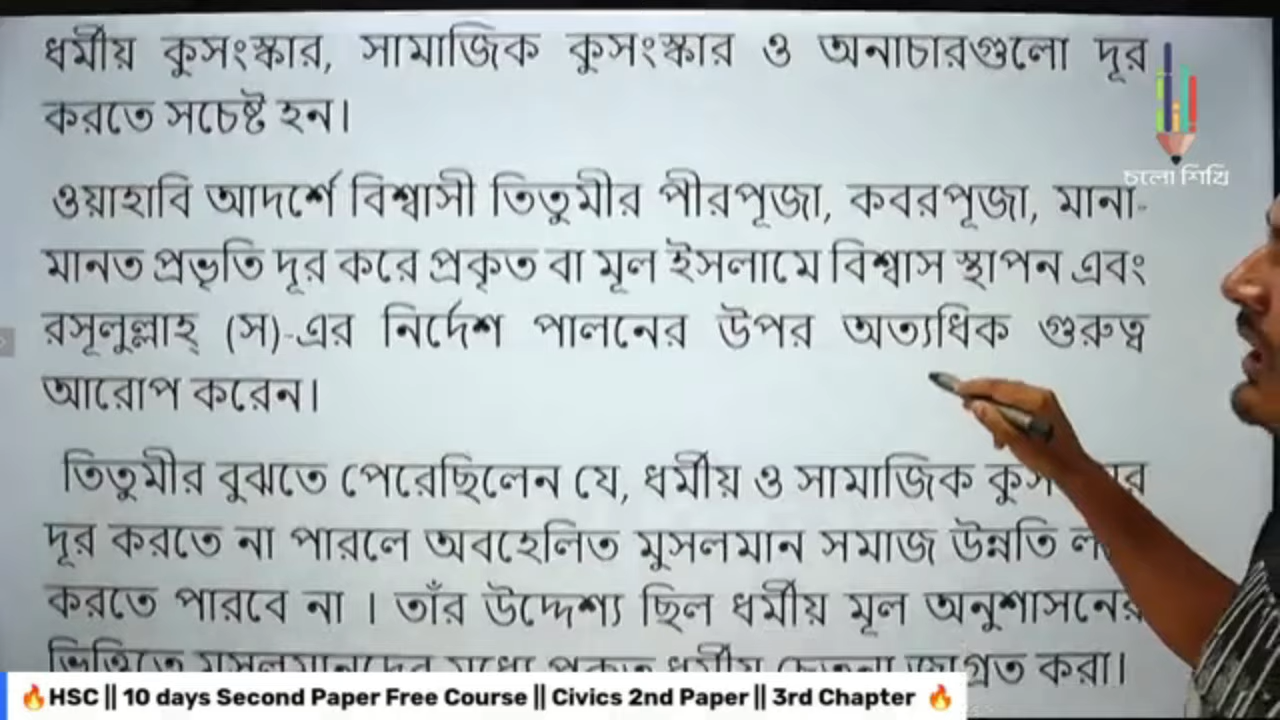 ধর্মীয় কুসংস্কার, সামাজিক কুসংস্কার ও অনাচারগুলো দূর
করতে সচেষ্ট হন।
চলো শিখি
ওয়াহাবি আদর্শে বিশ্বাসী তিতুমীর পীরপূজা, কবরপূজা, মানা-
মানত প্রভৃতি দূর করে প্রকৃত বা মূল ইসলামে বিশ্বাস স্থাপন এবং
রসূলুল্লাহ্ (স)-এর নির্দেশ পালনের উপর অত্যধিক গুরুত্ব
আরোপ করেন।
তিতুমীর বুঝতে পেরেছিলেন যে, ধর্মীয় ও সামাজিক
দূর করতে না পারলে অবহেলিত মুসলমান সমাজ উন্নতি
করতে পারবে না । তাঁর উদ্দেশ্য ছিল ধর্মীয় মূল অনুশাসনের
করা।
🔥HSC || 10 days Second Paper Free Course || Civics 2nd Paper || 3rd Chapter 🔥